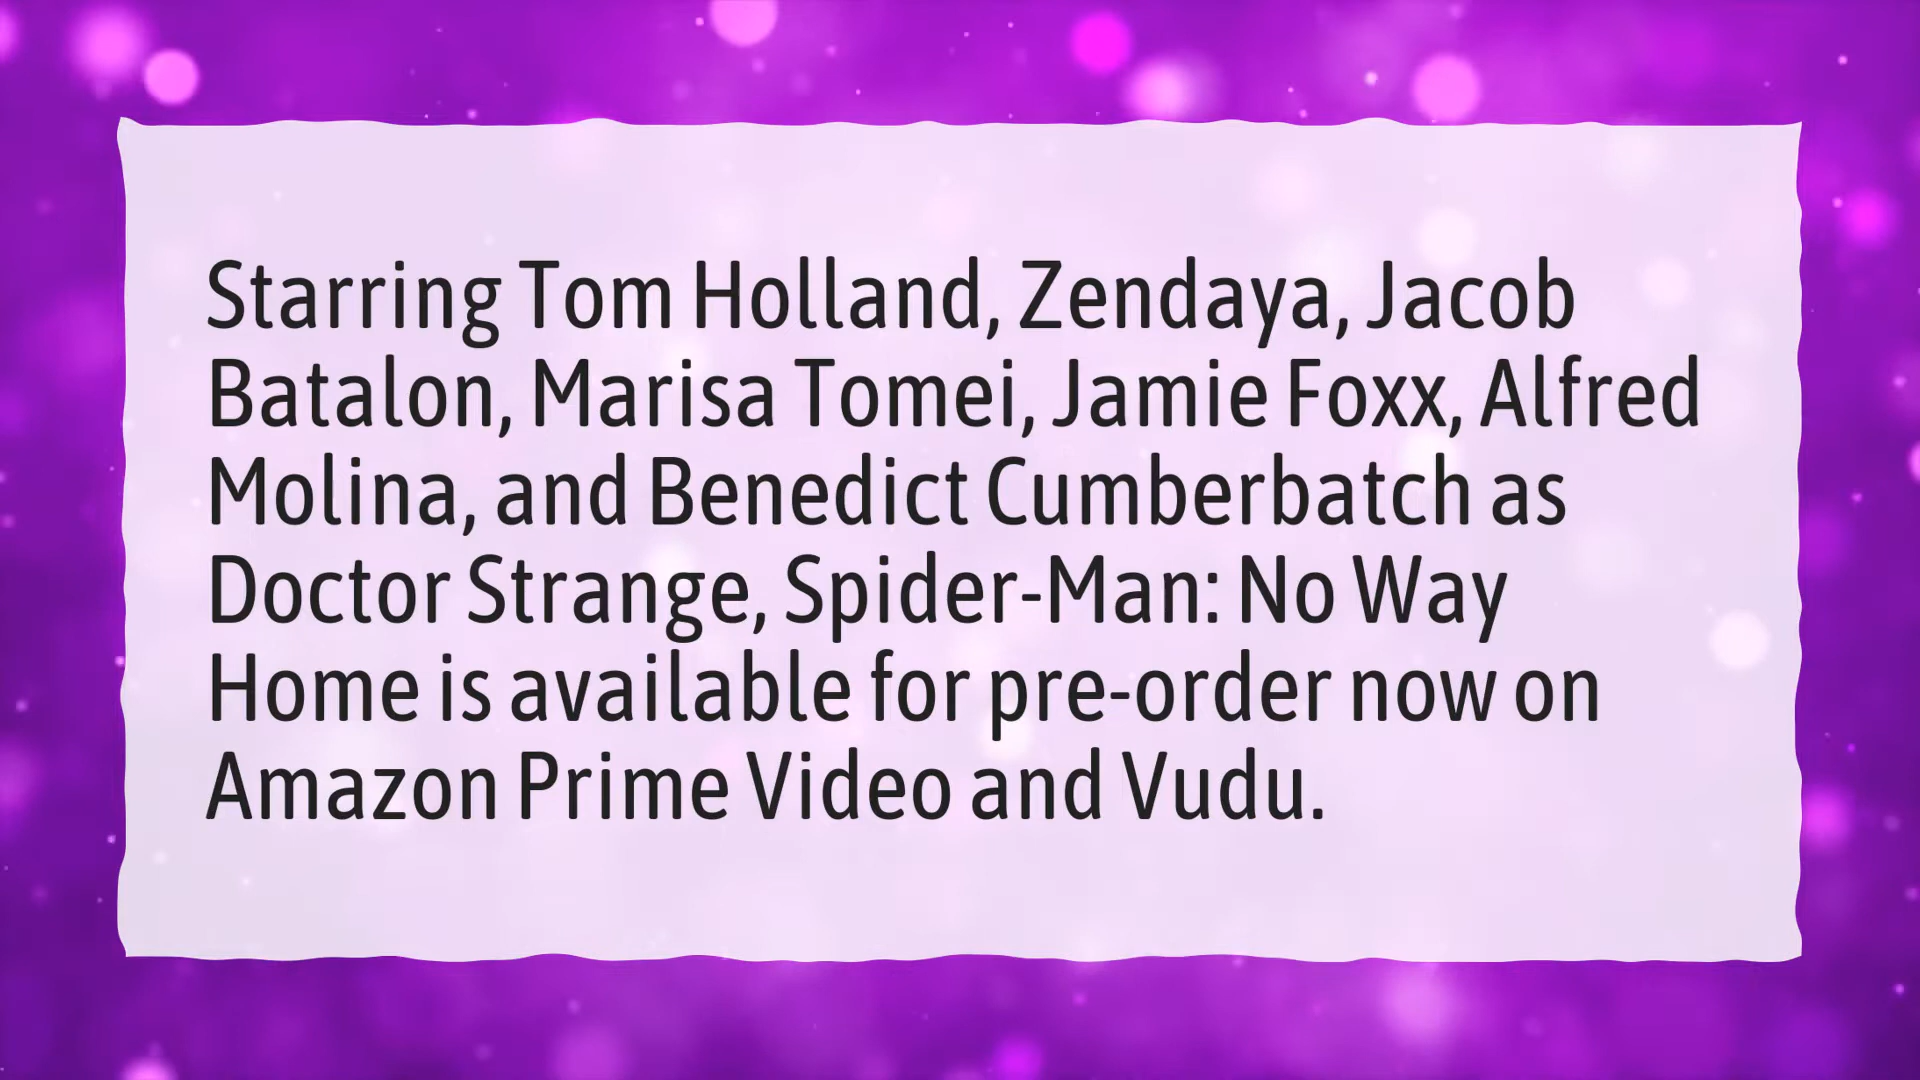 Starring Tom Holland, Zendaya, Jacob
Batalon, Marisa Tomei, Jamie Foxx, Alfred
Molina, and Benedict Cumberbatch as
Doctor Strange, Spider-Man: No Way
Home is available for pre-order now on
Amazon Prime Video and Vudu.